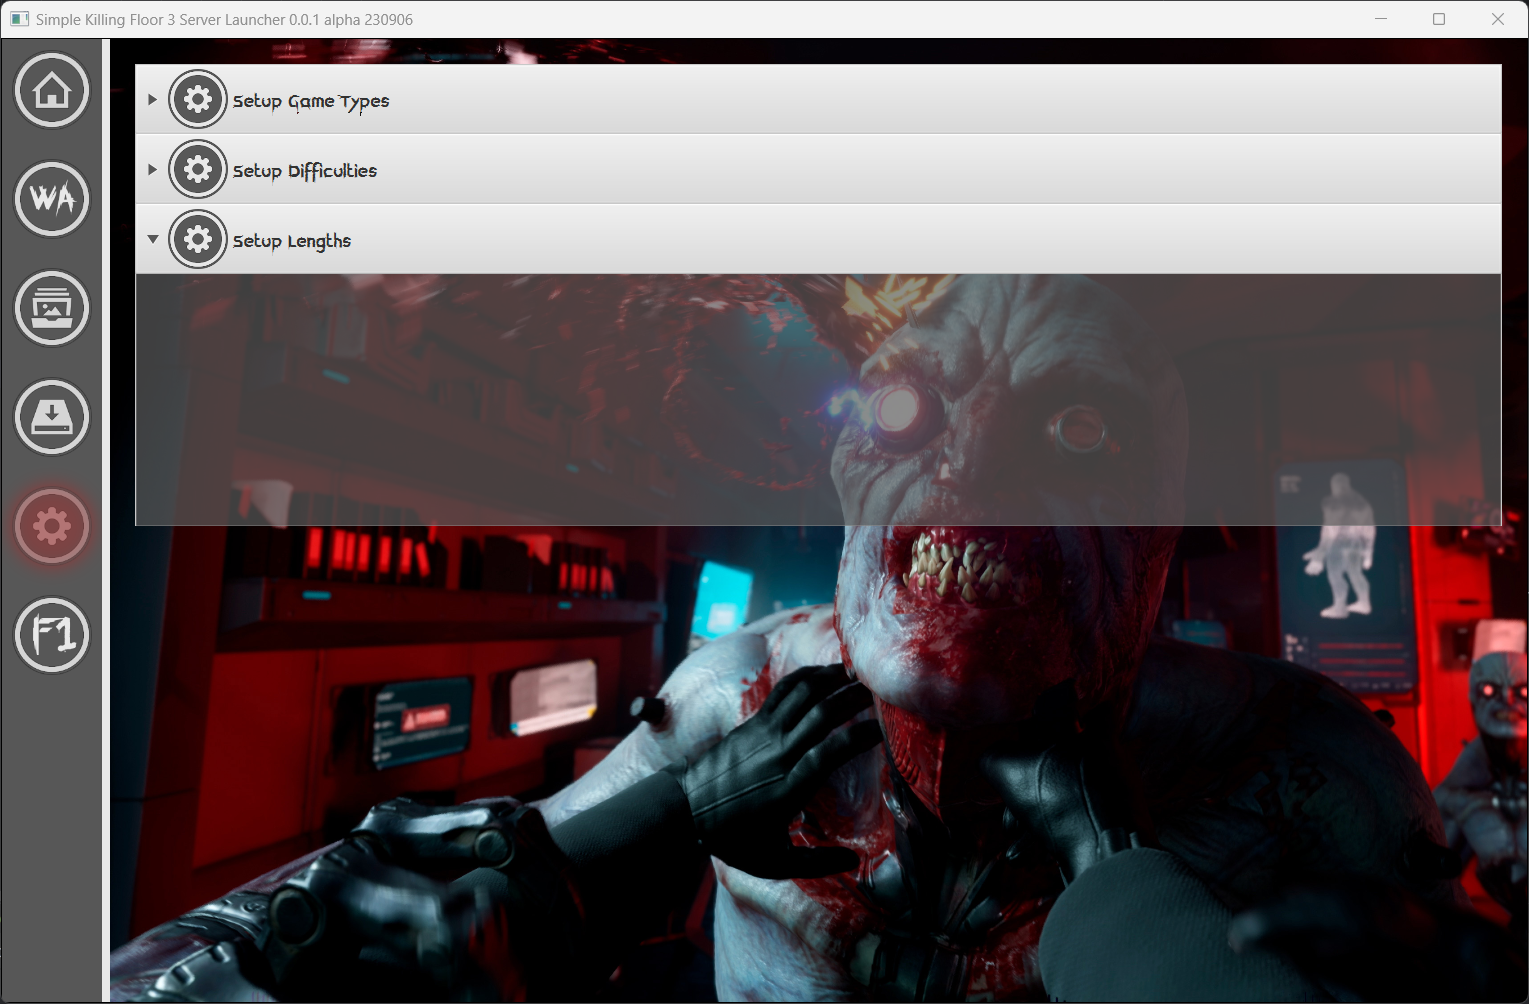 Simple Killing Floor 3 Server Launcher 0.0.1 alpha 230906
Setup Game Types
WA
Setup Difficulties
Setup Lengths
F1